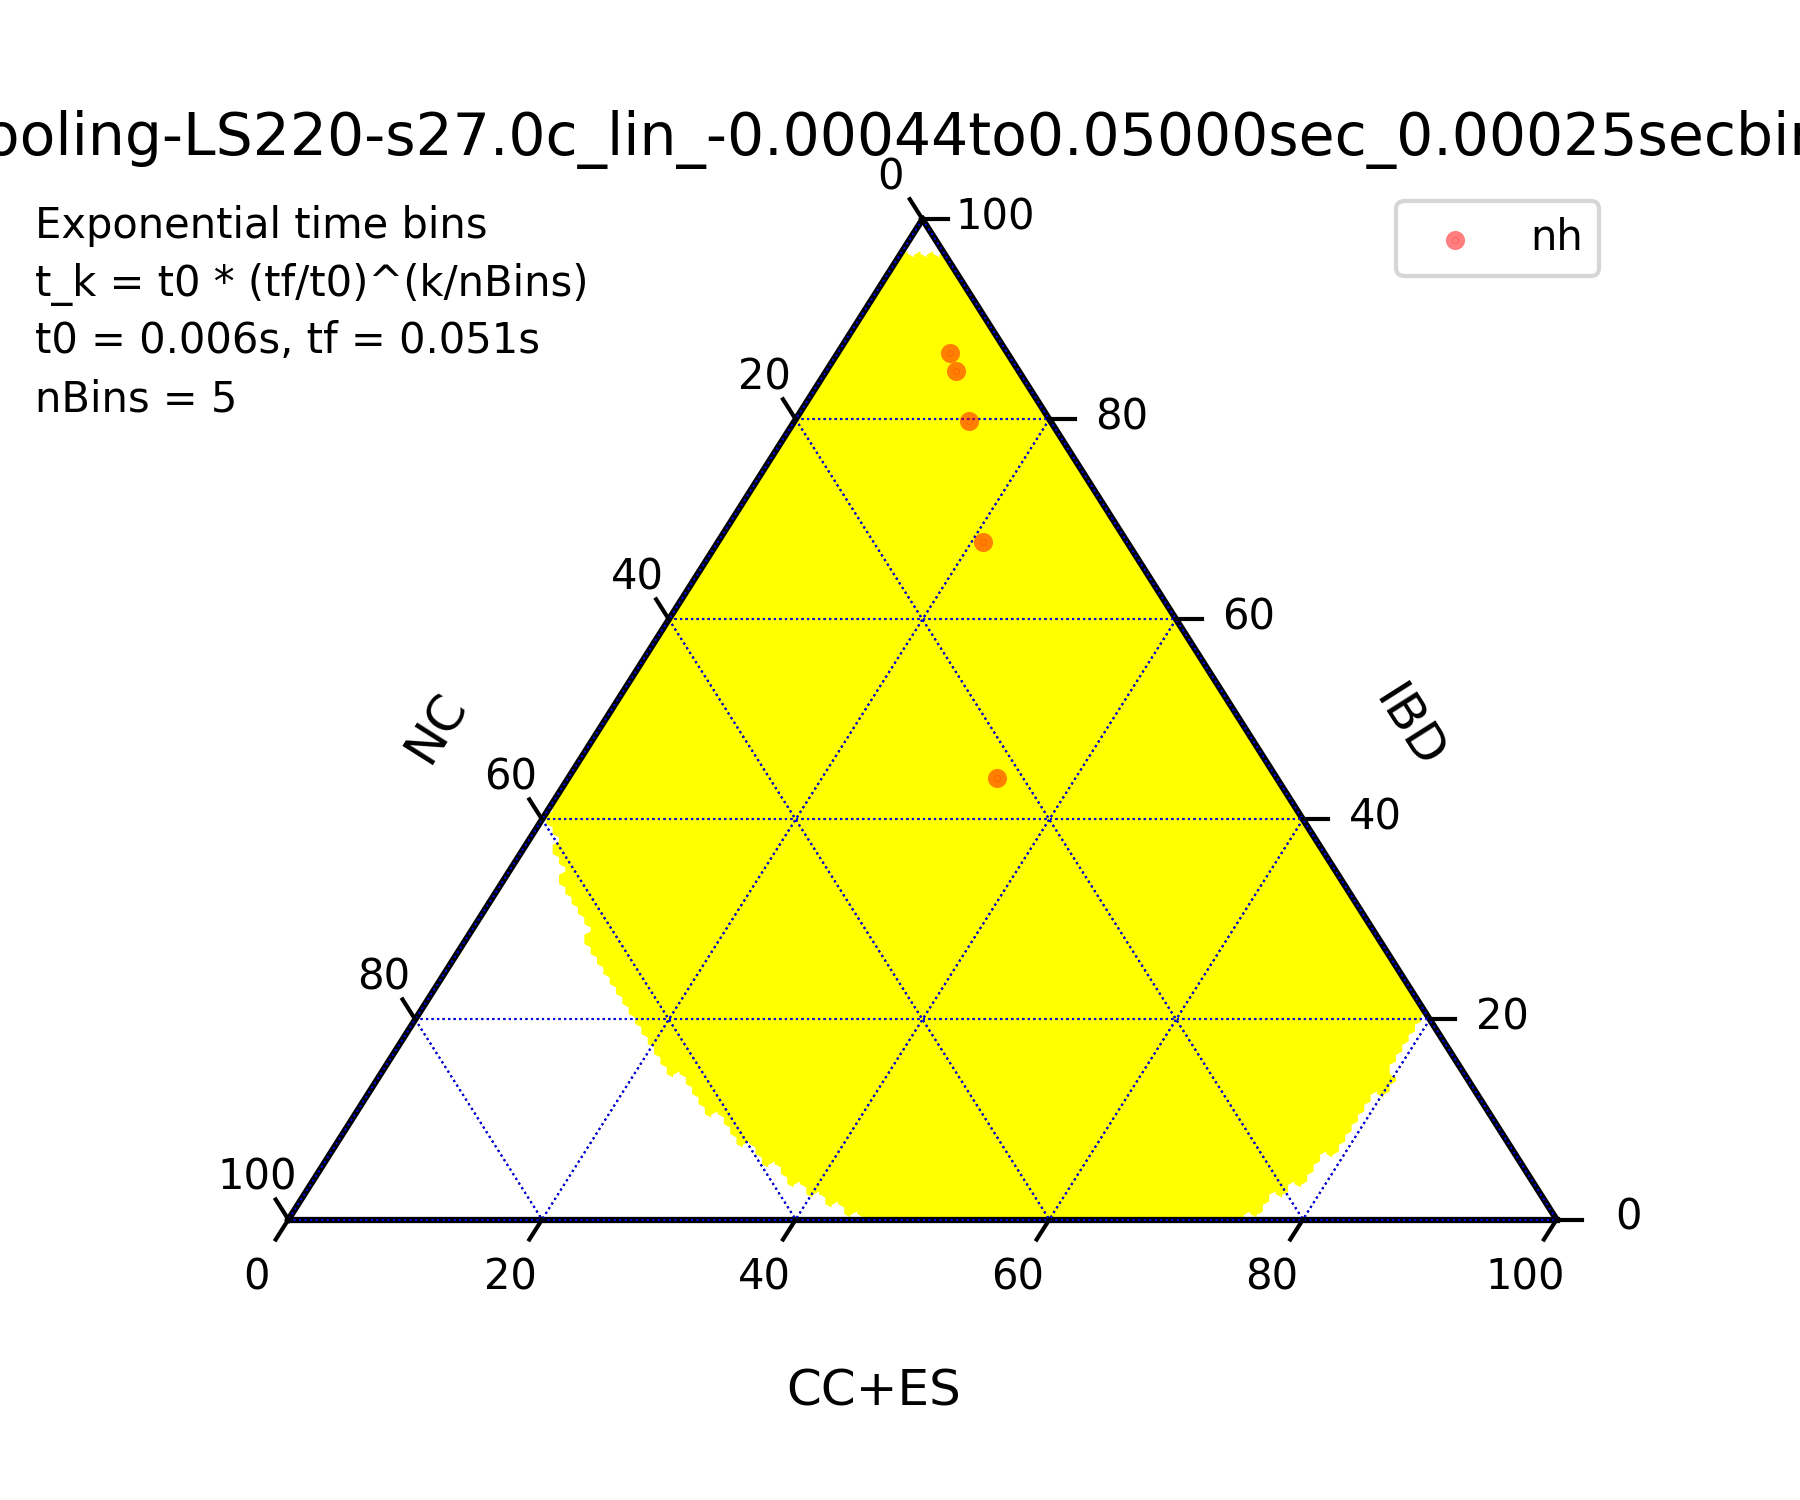 ooling-LS220-s27.0c_lin_-0.00044to0.05000sec_0.00025secbin
Exponential time bins
t_k = t0 * (tf/t0)^(k/nBins)
t0 = 0.006s, tf = 0.051s
nBins = 5
nh
0
100
20
80
40
60
NC
IBD
60
40
80
20
100
0
0
20
40
60
80
100
CC+ES